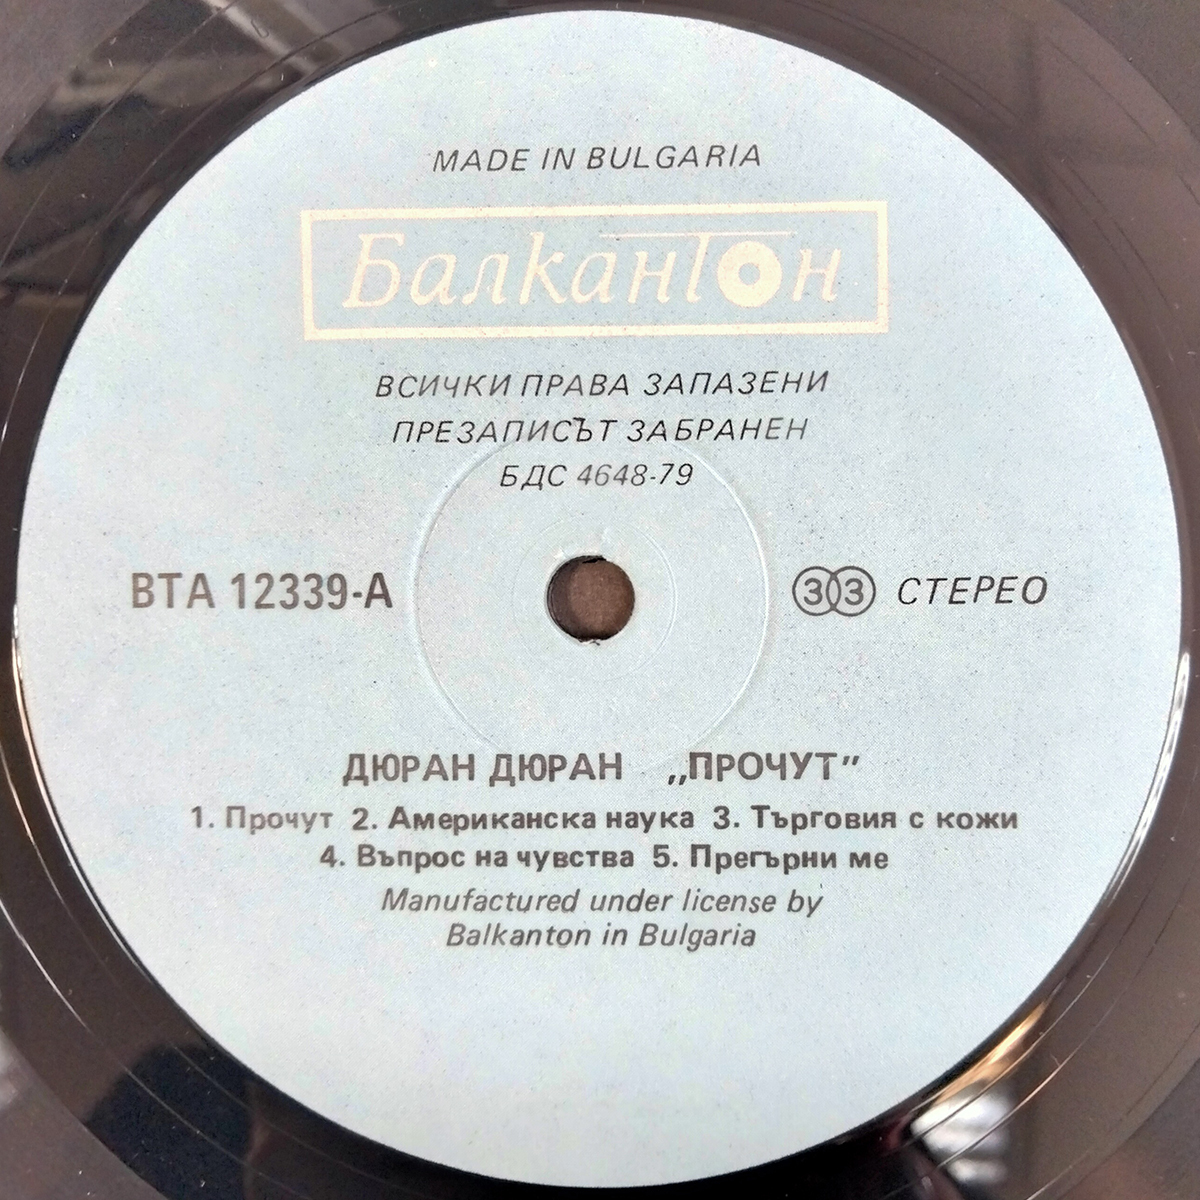 MADE IN BULGARIA
Балкантон
ВСИЧКИ ПРАВА ЗАПАЗЕНИ
ПРЕЗАПИСЪТ ЗАБРАНЕН
БДС 4648-79
ВТА 12339-А
33 СТЕРЕО
ДЮРАН ДЮРАН „ПРОЧУТ”
1. Прочут 2. Американска наука 3. Търговия с кожи
4. Въпрос на чувства 5. Прегърни ме
Manufactured under license by
Balkanton in Bulgaria